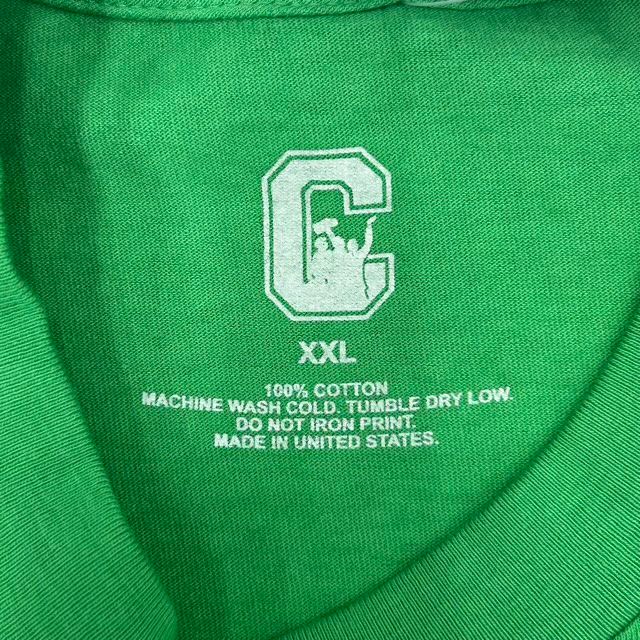 C
XXL
100% COTTON
MACHINE WASH COLD. TUMBLE DRY LOW.
DO NOT IRON PRINT.
MADE IN UNITED STATES.